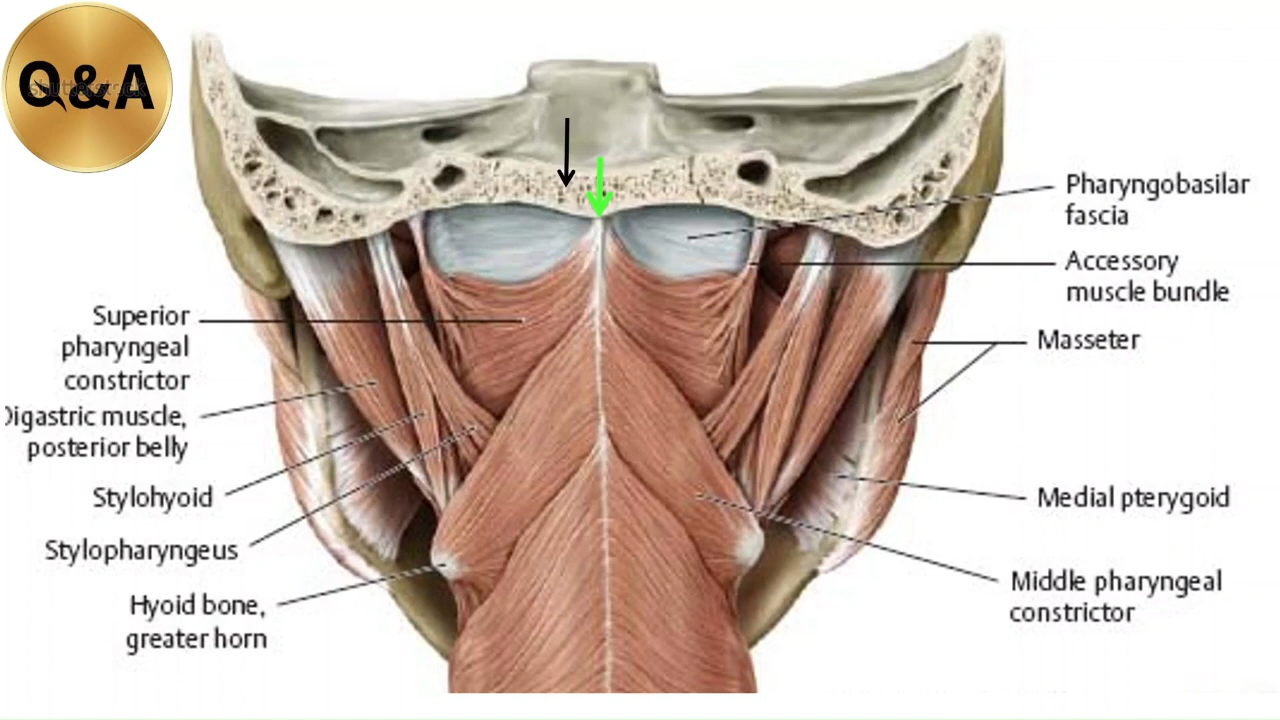 Q&A
shutterstock
Pharyngobasilar
fascia
Accessory
muscle bundle
Masseter
Medial pterygoid
Middle pharyngeal
constrictor
Superior
pharyngeal
constrictor
Digastric muscle,
posterior belly
Stylohyoid
Stylopharyngeus
Hyoid bone,
greater horn